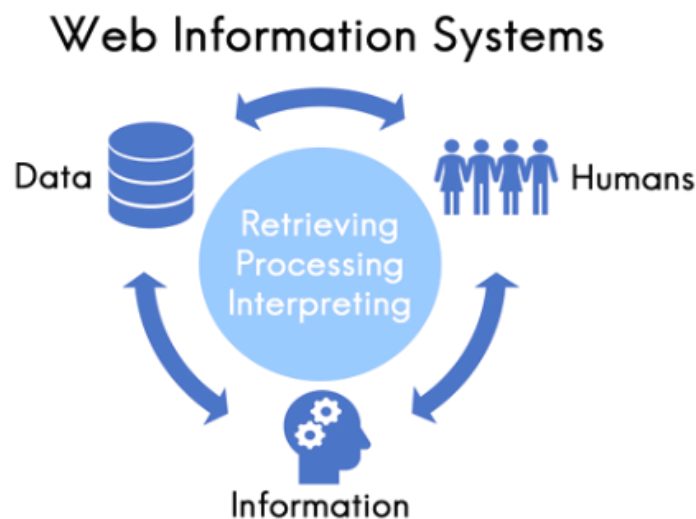 Web Information Systems
Data
Humans
Retrieving
Processing
Interpreting
Information